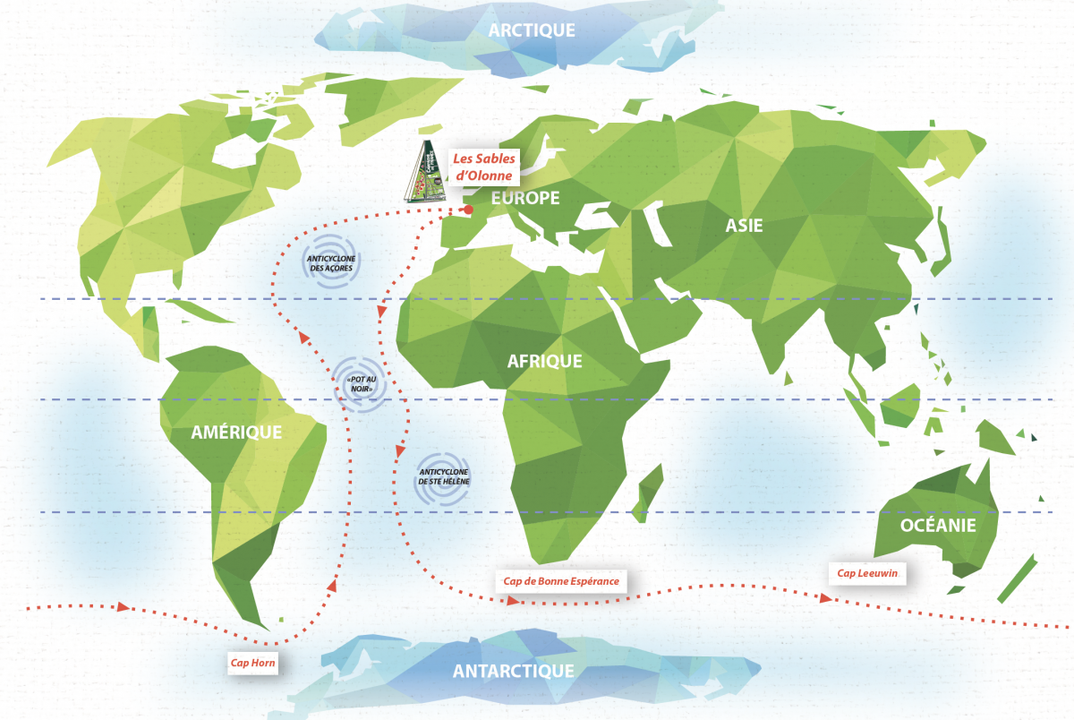 ARCTIQUE
Les Sables
d'Olonne
EUROPE
ASIE
ANTICYCLONE
DES AÇORES
AFRIQUE
«POT AU
NOIR»
AMÉRIQUE
ANTICYCLONE
DE STE HÉLÈNE
OCÉANIE
Cap de Bonne Espérance
Cap Leeuwin
Cap Horn
ANTARCTIQUE